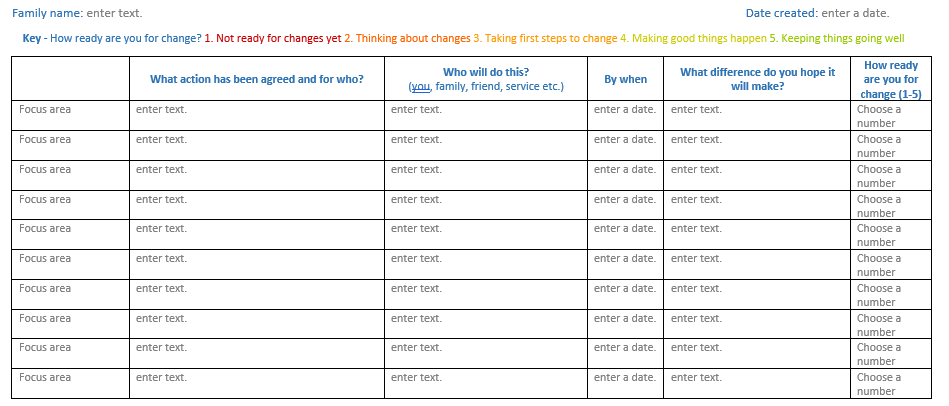 Family name: enter text. Date created: enter a date.
Key - How ready are you for change? 1. Not ready for changes yet 2. Thinking about changes 3. Taking first steps to change 4. Making good things happen 5. Keeping things going well
What action has been agreed and for who? Who will do this? (you, family, friend, service etc.) By when What difference do you hope it will make? How ready are you for change (1-5)
Focus area enter text. enter text. enter a date. enter text. Choose a number
Focus area enter text. enter text. enter a date. enter text. Choose a number
Focus area enter text. enter text. enter a date. enter text. Choose a number
Focus area enter text. enter text. enter a date. enter text. Choose a number
Focus area enter text. enter text. enter a date. enter text. Choose a number
Focus area enter text. enter text. enter a date. enter text. Choose a number
Focus area enter text. enter text. enter a date. enter text. Choose a number
Focus area enter text. enter text. enter a date. enter text. Choose a number
Focus area enter text. enter text. enter a date. enter text. Choose a number
Focus area enter text. enter text. enter a date. enter text. Choose a number